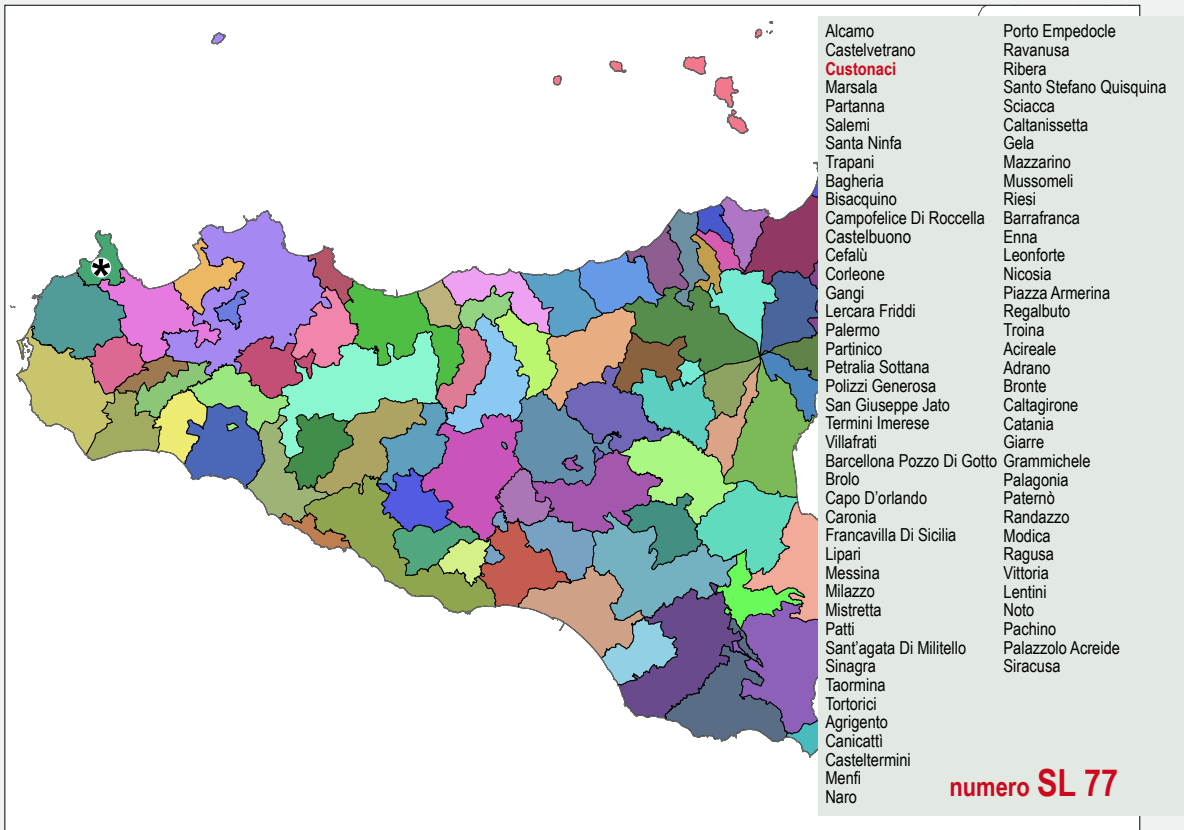 Alcamo
Castelvetrano
Custonaci
Marsala
Partanna
Salemi
Santa Ninfa
Trapani
Bagheria
Bisacquino
Campofelice Di Roccella
Castelbuono
Cefalù
Corleone
Gangi
Lercara Friddi
Palermo
Partinico
Petralia Sottana
Polizzi Generosa
San Giuseppe Jato
Termini Imerese
Villafrati
Barcellona Pozzo Di Gotto
Brolo
Capo D'orlando
Caronia
Francavilla Di Sicilia
Lipari
Messina
Milazzo
Mistretta
Patti
Sant'agata Di Militello
Sinagra
Taormina
Tortorici
Agrigento
Canicattì
Casteltermini
Menfi
Naro
Porto Empedocle
Ravanusa
Ribera
Santo Stefano Quisquina
Sciacca
Caltanissetta
Gela
Mazzarino
Mussomeli
Riesi
Barrafranca
Enna
Leonforte
Nicosia
Piazza Armerina
Regalbuto
Troina
Acireale
Adrano
Bronte
Caltagirone
Catania
Giarre
Grammichele
Palagonia
Paternò
Randazzo
Modica
Ragusa
Vittoria
Lentini
Noto
Pachino
Palazzolo Acreide
Siracusa
numero SL 77